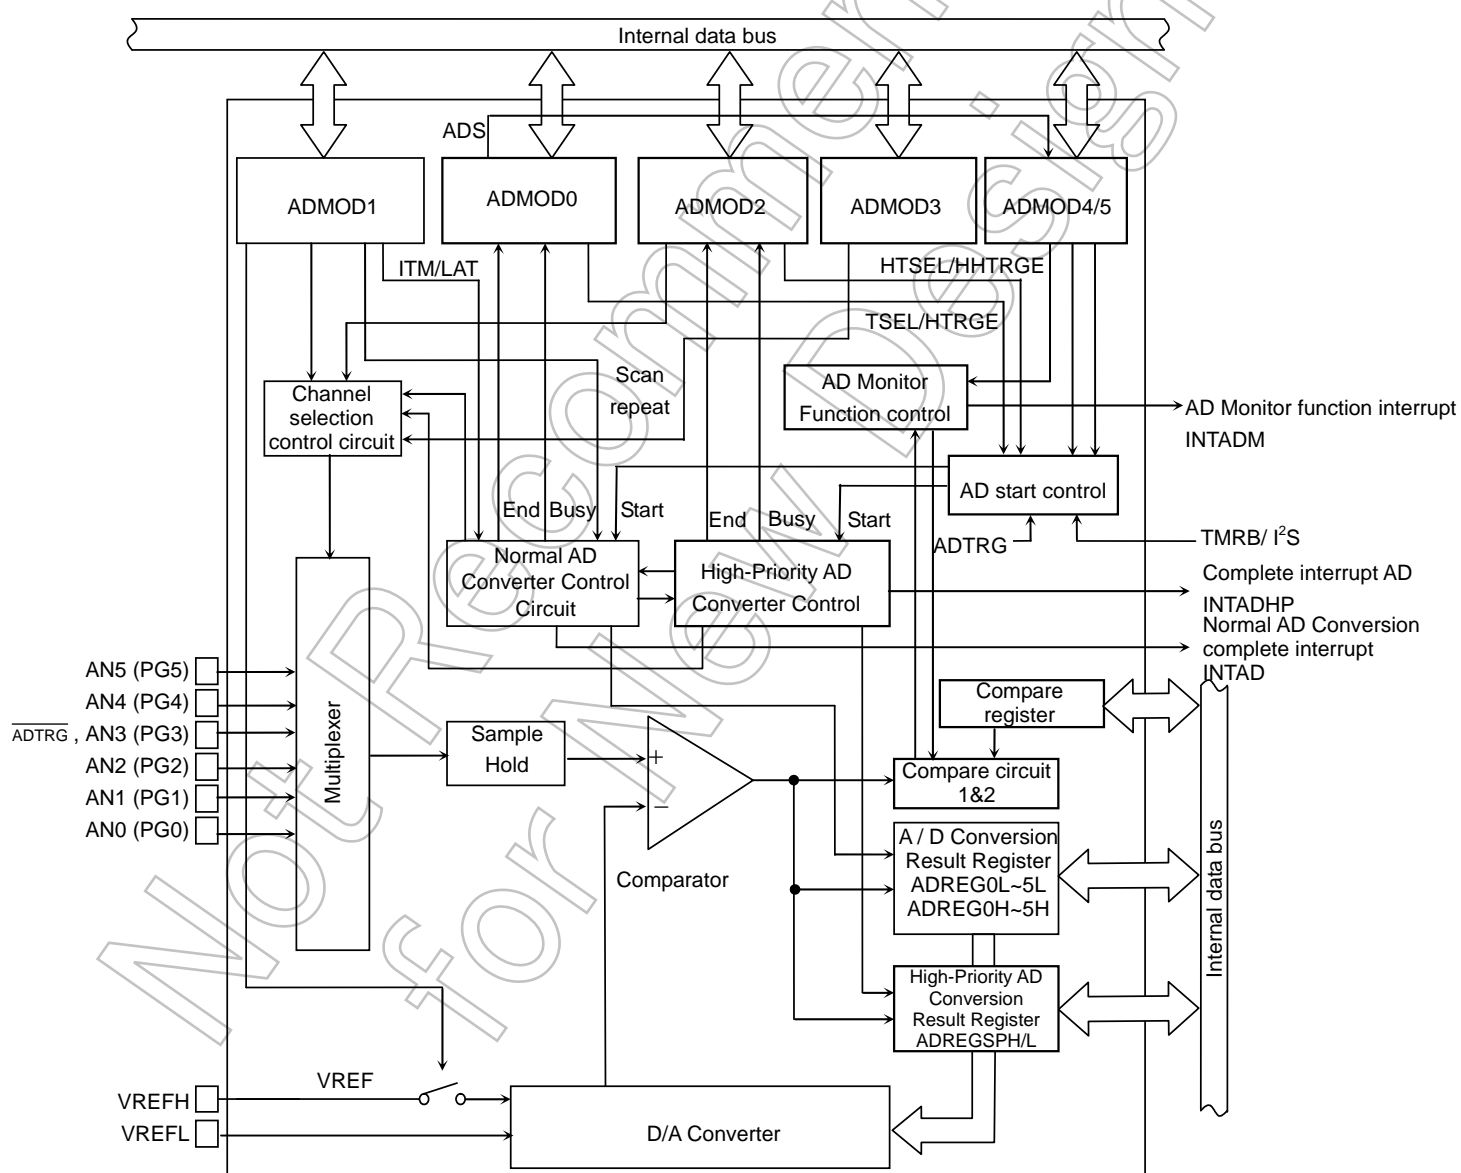 Internal data bus
ADS
ADMOD1
ADMOD0
ADMOD2
ADMOD3
ADMOD4/5
ITM/LAT
HTSEL/HHTRGE
TSEL/HTRGE
Scan
repeat
Channel
selection
control circuit
AD Monitor
Function control
AD Monitor function interrupt
INTADM
AD start control
End
Busy
Start
End
Busy
Start
ADTRG
TMRB/ I²S
Normal AD
Converter Control
Circuit
High-Priority AD
Converter Control
Complete interrupt AD
INTADHP
Normal AD Conversion
complete interrupt
INTAD
AN5 (PG5)
AN4 (PG4)
ADTRG , AN3 (PG3)
AN2 (PG2)
AN1 (PG1)
AN0 (PG0)
Multiplexer
Sample
Hold
+
−
Comparator
Compare
register
Compare circuit
1&2
A / D Conversion
Result Register
ADREG0L~5L
ADREG0H~5H
High-Priority AD
Conversion
Result Register
ADREGSPH/L
Internal data bus
VREF
VREFH
VREFL
D/A Converter
Not Recommen
for New Design